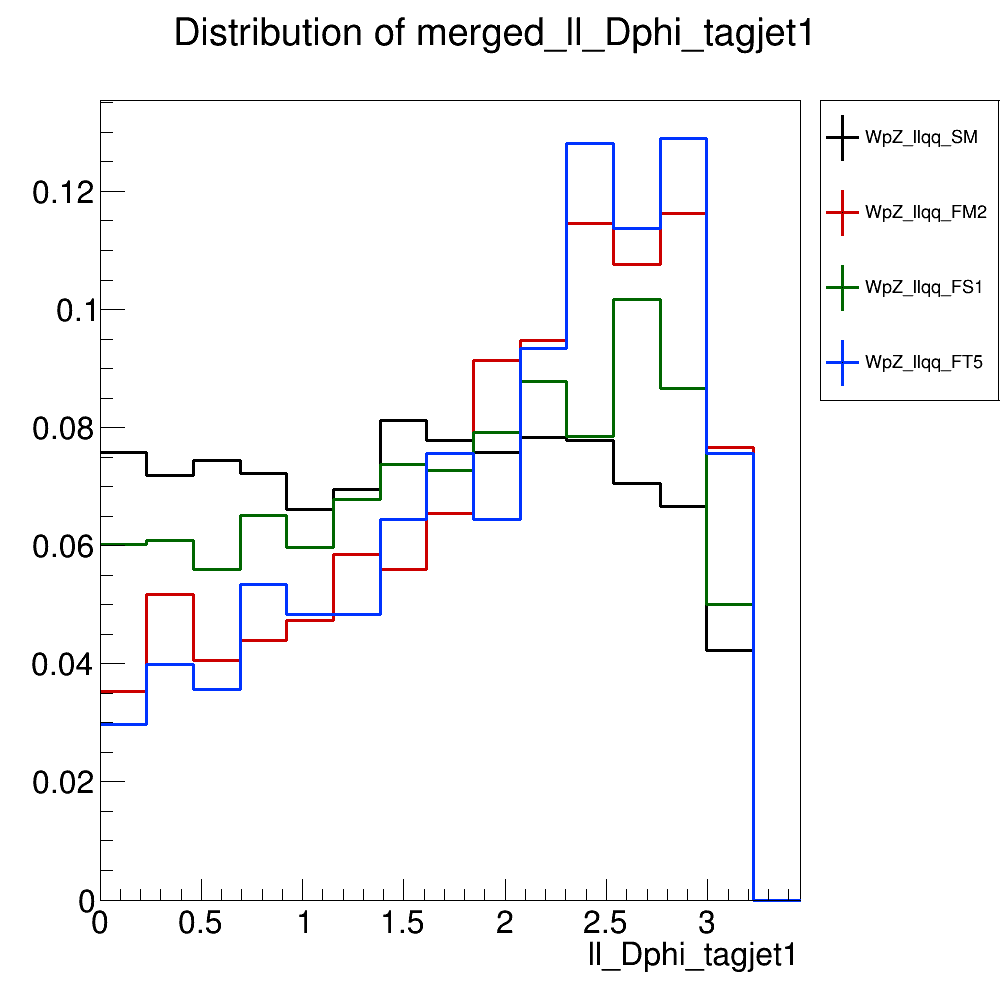 Distribution of merged_ll_Dphi_tagjet1
WpZ_llqq_SM
WpZ_llqq_FM2
WpZ_llqq_FS1
WpZ_llqq_FT5
0.12
0.1
0.08
0.06
0.04
0.02
0
0 0.5 1 1.5 2 2.5 3
ll_Dphi_tagjet1